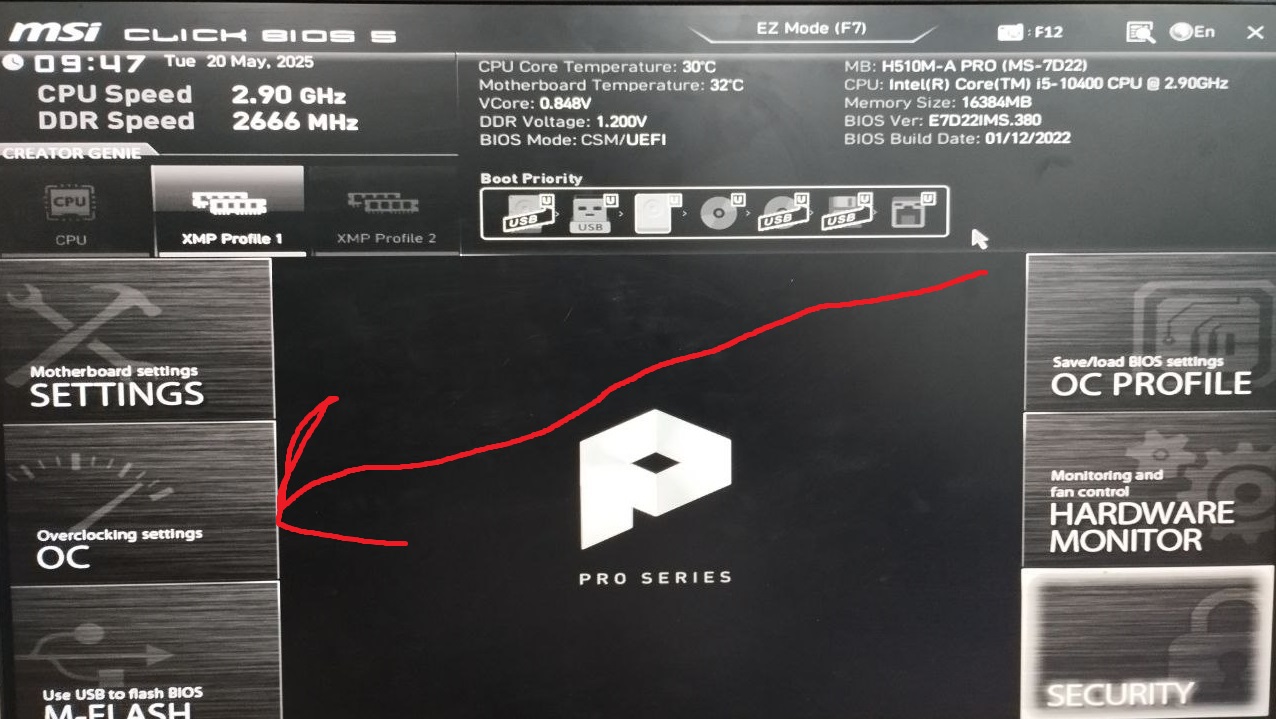 msi CLICK BIOS 5
EZ Mode (F7)
: F12
En
09:47 Tue 20 May, 2025
CPU Speed 2.90 GHz
DDR Speed 2666 MHz
CPU Core Temperature: 30°C
Motherboard Temperature: 32°C
VCore: 0.848V
DDR Voltage: 1.200V
BIOS Mode: CSM/UEFI
MB: H510M-A PRO (MS-7D22)
CPU: Intel(R) Core(TM) i5-10400 CPU @ 2.90GHz
Memory Size: 16384MB
BIOS Ver: E7D22IMS.380
BIOS Build Date: 01/12/2022
CREATOR GENIE
CPU
CPU
XMP Profile 1
XMP Profile 2
Boot Priority
U U U U U U U
USB USB USB USB
Motherboard settings
SETTINGS
Overclocking settings
OC
Use USB to flash BIOS
M-FLASH
PRO SERIES
Save/load BIOS settings
OC PROFILE
Monitoring and
fan control
HARDWARE
MONITOR
SECURITY